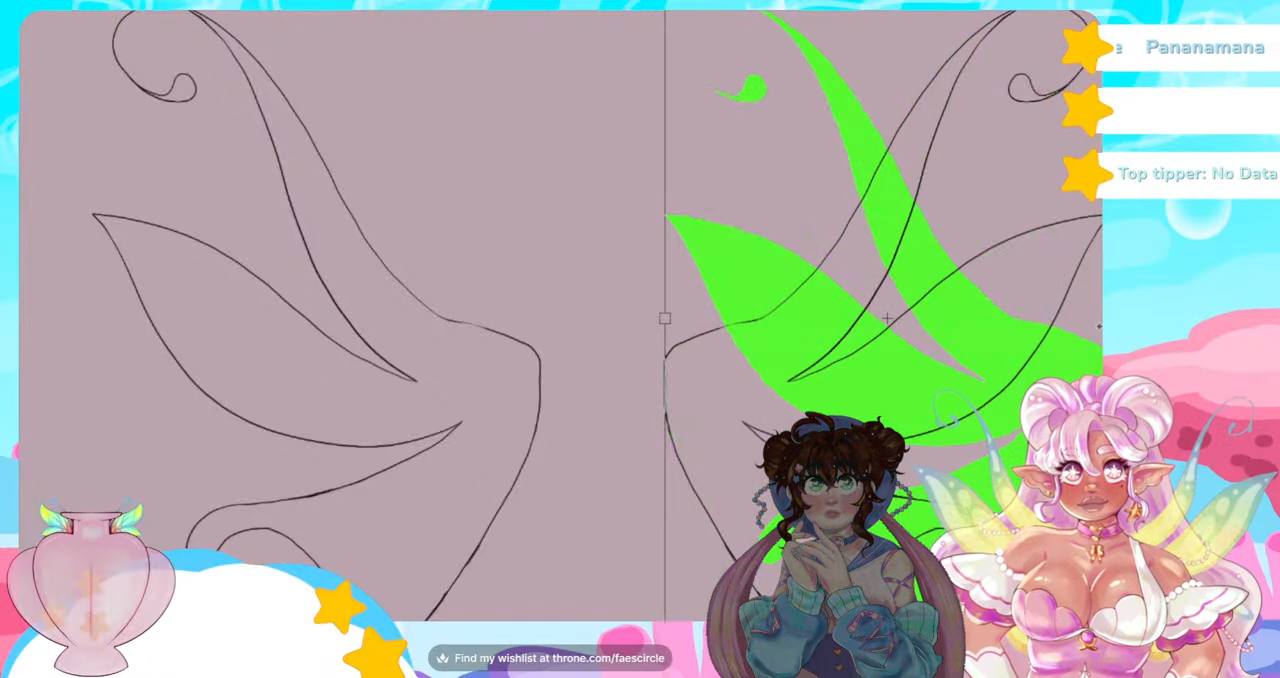 e Pananamana
Top tipper: No Data
Find my wishlist at throne.com/faescircle